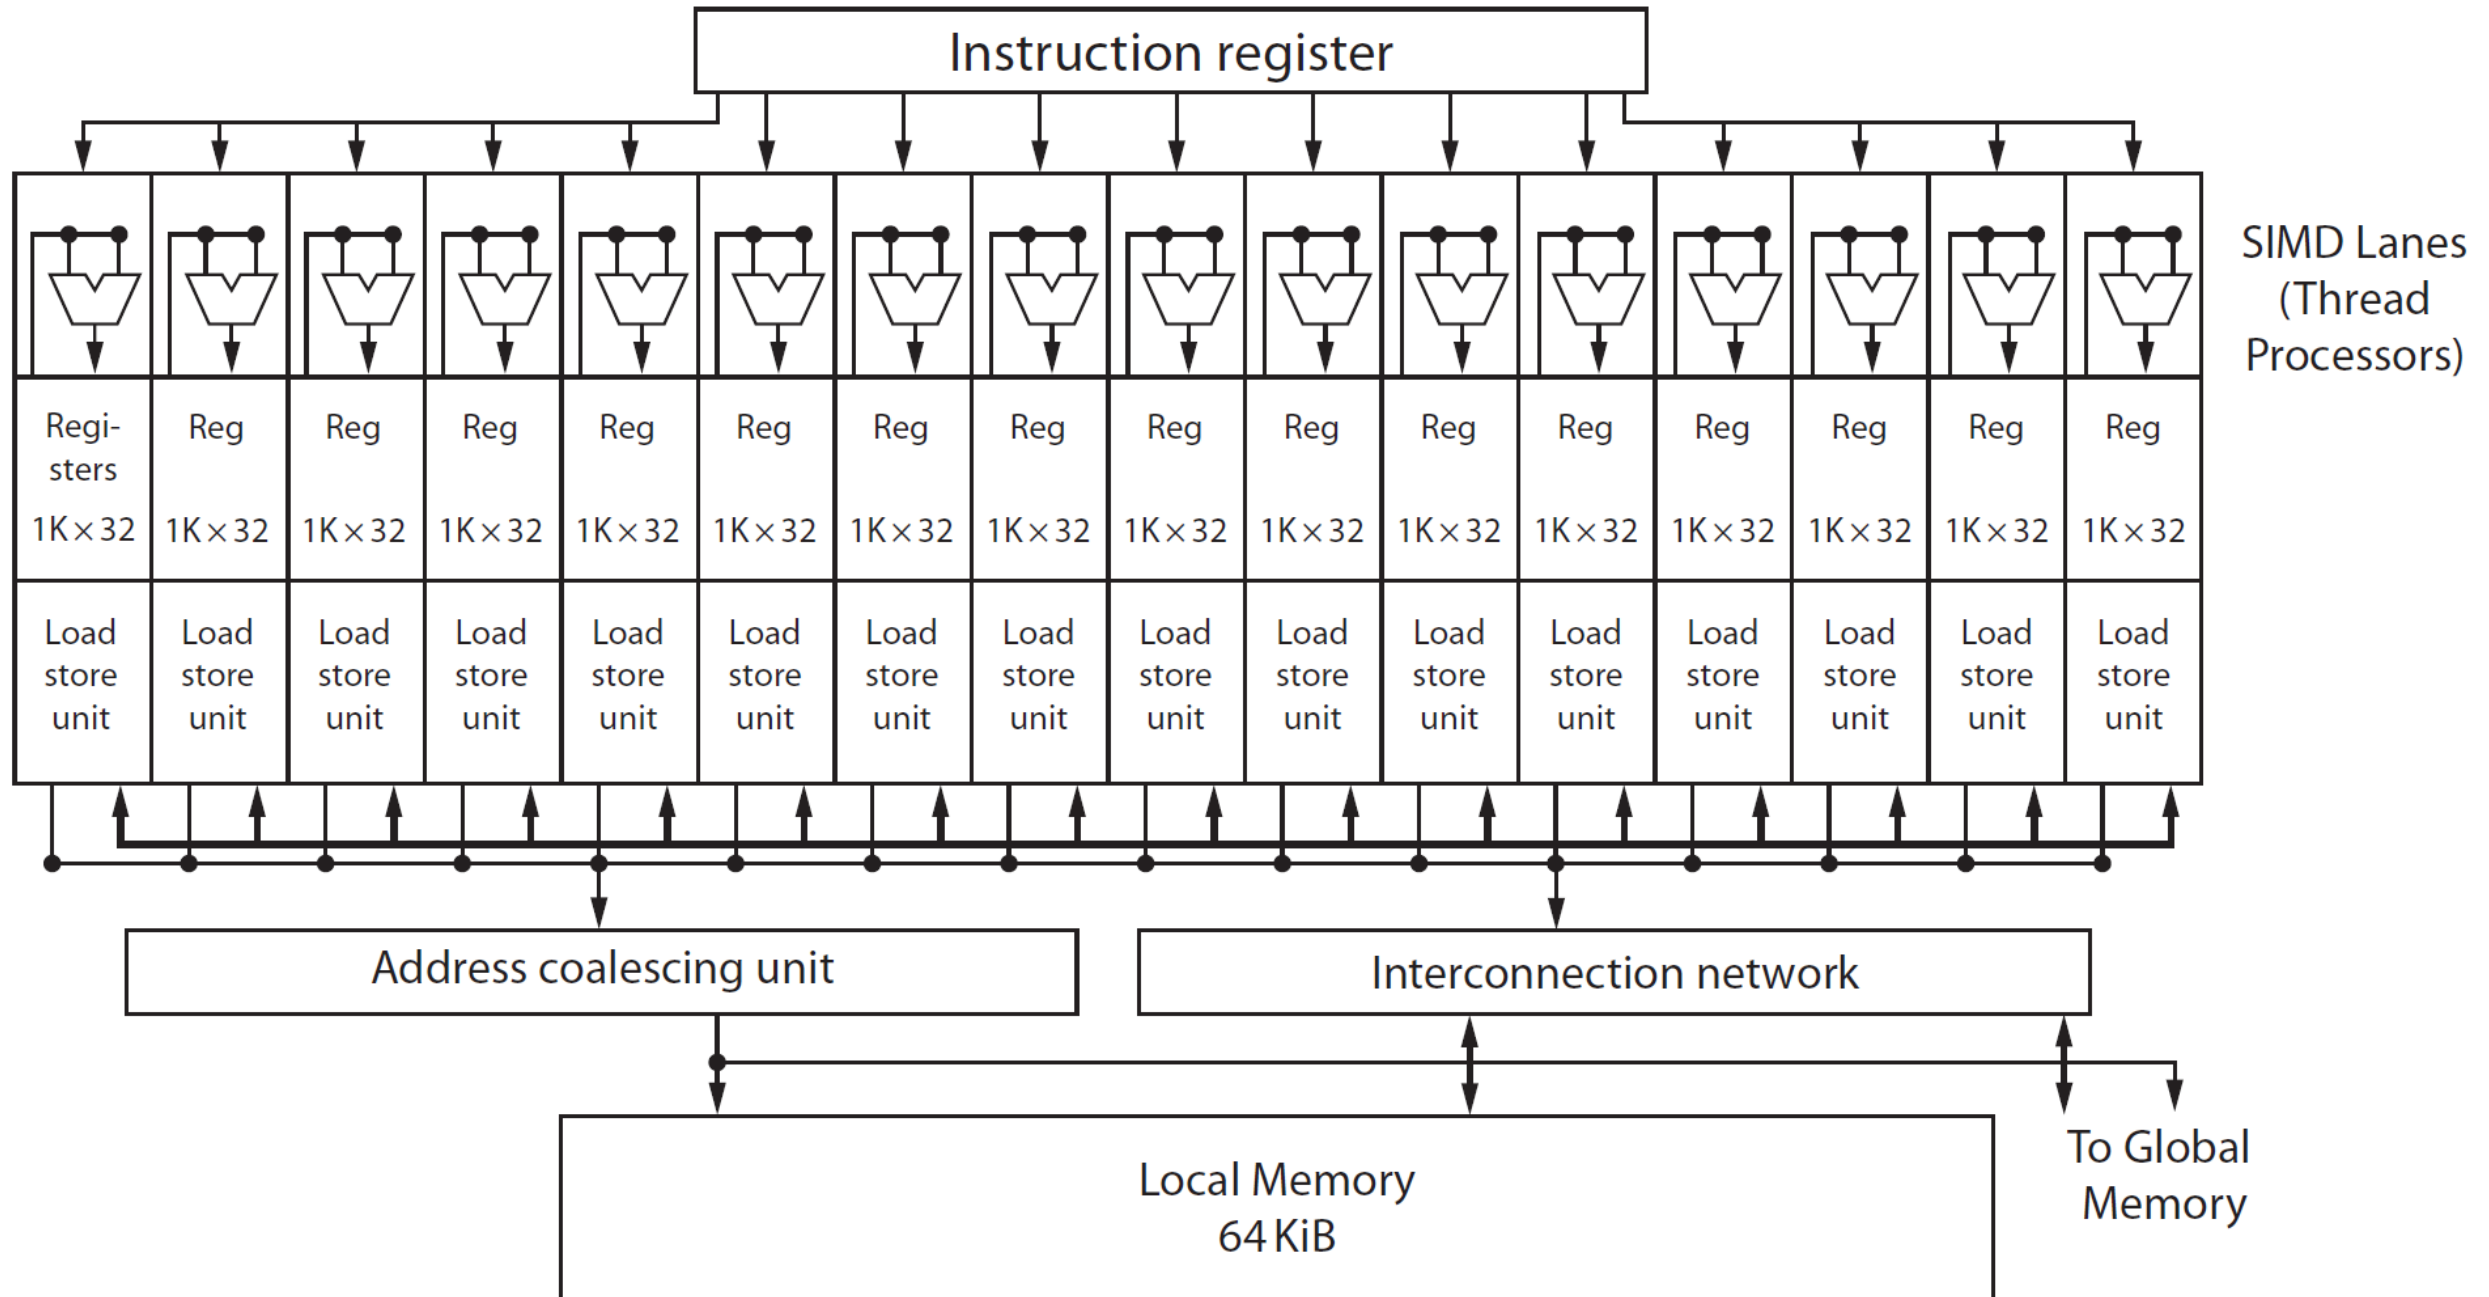 Instruction register
SIMD Lanes
(Thread
Processors)
Regi-
sters
Reg Reg Reg Reg Reg Reg Reg Reg Reg Reg Reg Reg Reg Reg Reg
1K×32 1K×32 1K×32 1K×32 1K×32 1K×32 1K×32 1K×32 1K×32 1K×32 1K×32 1K×32 1K×32 1K×32 1K×32 1K×32
Load Load Load Load Load Load Load Load Load Load Load Load Load Load Load Load
store store store store store store store store store store store store store store store store
unit unit unit unit unit unit unit unit unit unit unit unit unit unit unit unit
Address coalescing unit
Interconnection network
Local Memory
64 KiB
To Global
Memory